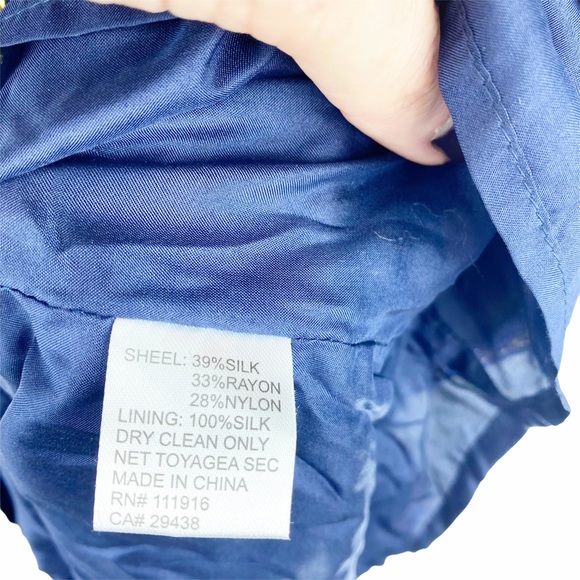 SHEEL: 39%SILK
33%RAYON
28%NYLON
LINING: 100%SILK
DRY CLEAN ONLY
NET TOYAGEA SEC
MADE IN CHINA
RN# 111916
CA# 29438